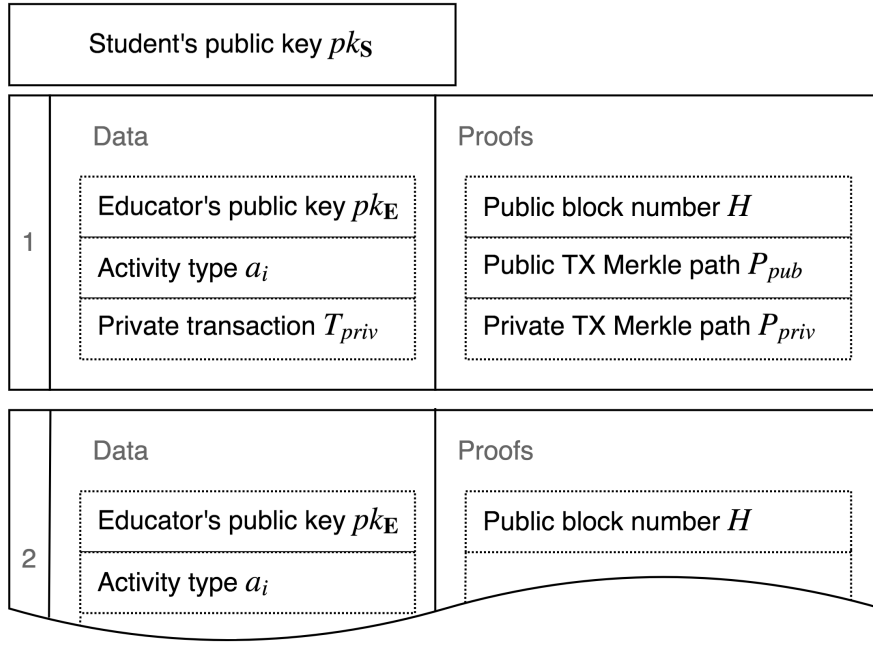 Student's public key pkS
Data
Proofs
1
Educator's public key pkE
Activity type ai
Private transaction Tpriv
Public block number H
Public TX Merkle path Ppub
Private TX Merkle path Ppriv
2
Data
Proofs
Educator's public key pkE
Activity type ai
Public block number H